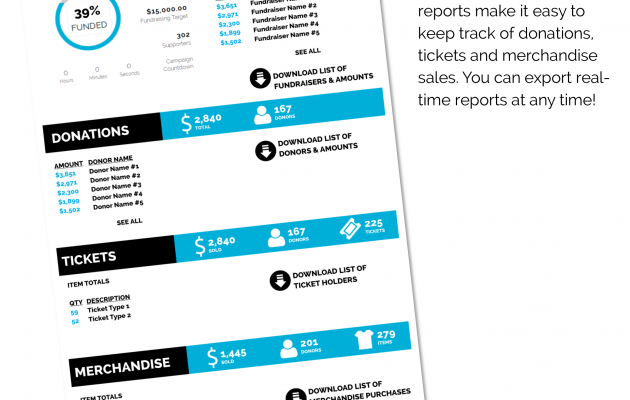 39%
FUNDED
$15,000.00
Fundraising Target
302
Supporters
0 0 0
Hours Minutes Seconds
Campaign
Countdown
$3,651
$2,971 Fundraiser Name #2
$2,300 Fundraiser Name #3
$1,899 Fundraiser Name #4
$1,502 Fundraiser Name #5
SEE ALL
DOWNLOAD LIST OF
FUNDRAISERS & AMOUNTS
reports make it easy to
keep track of donations,
tickets and merchandise
sales. You can export real-
time reports at any time!
DONATIONS
$ 2,840
TOTAL
167
DONORS
DOWNLOAD LIST OF
DONORS & AMOUNTS
AMOUNT DONOR NAME
$3,651 Donor Name #1
$2,971 Donor Name #2
$2,300 Donor Name #3
$1,899 Donor Name #4
$1,502 Donor Name #5
SEE ALL
TICKETS
$ 2,840
SOLD
167
DONORS
225
TICKETS
ITEM TOTALS
DOWNLOAD LIST OF
TICKET HOLDERS
QTY DESCRIPTION
59 Ticket Type 1
52 Ticket Type 2
MERCHANDISE
$ 1,445
SOLD
201
DONORS
279
ITEMS
ITEM TOTALS
DOWNLOAD LIST OF
MERCHANDISE PURCHASES